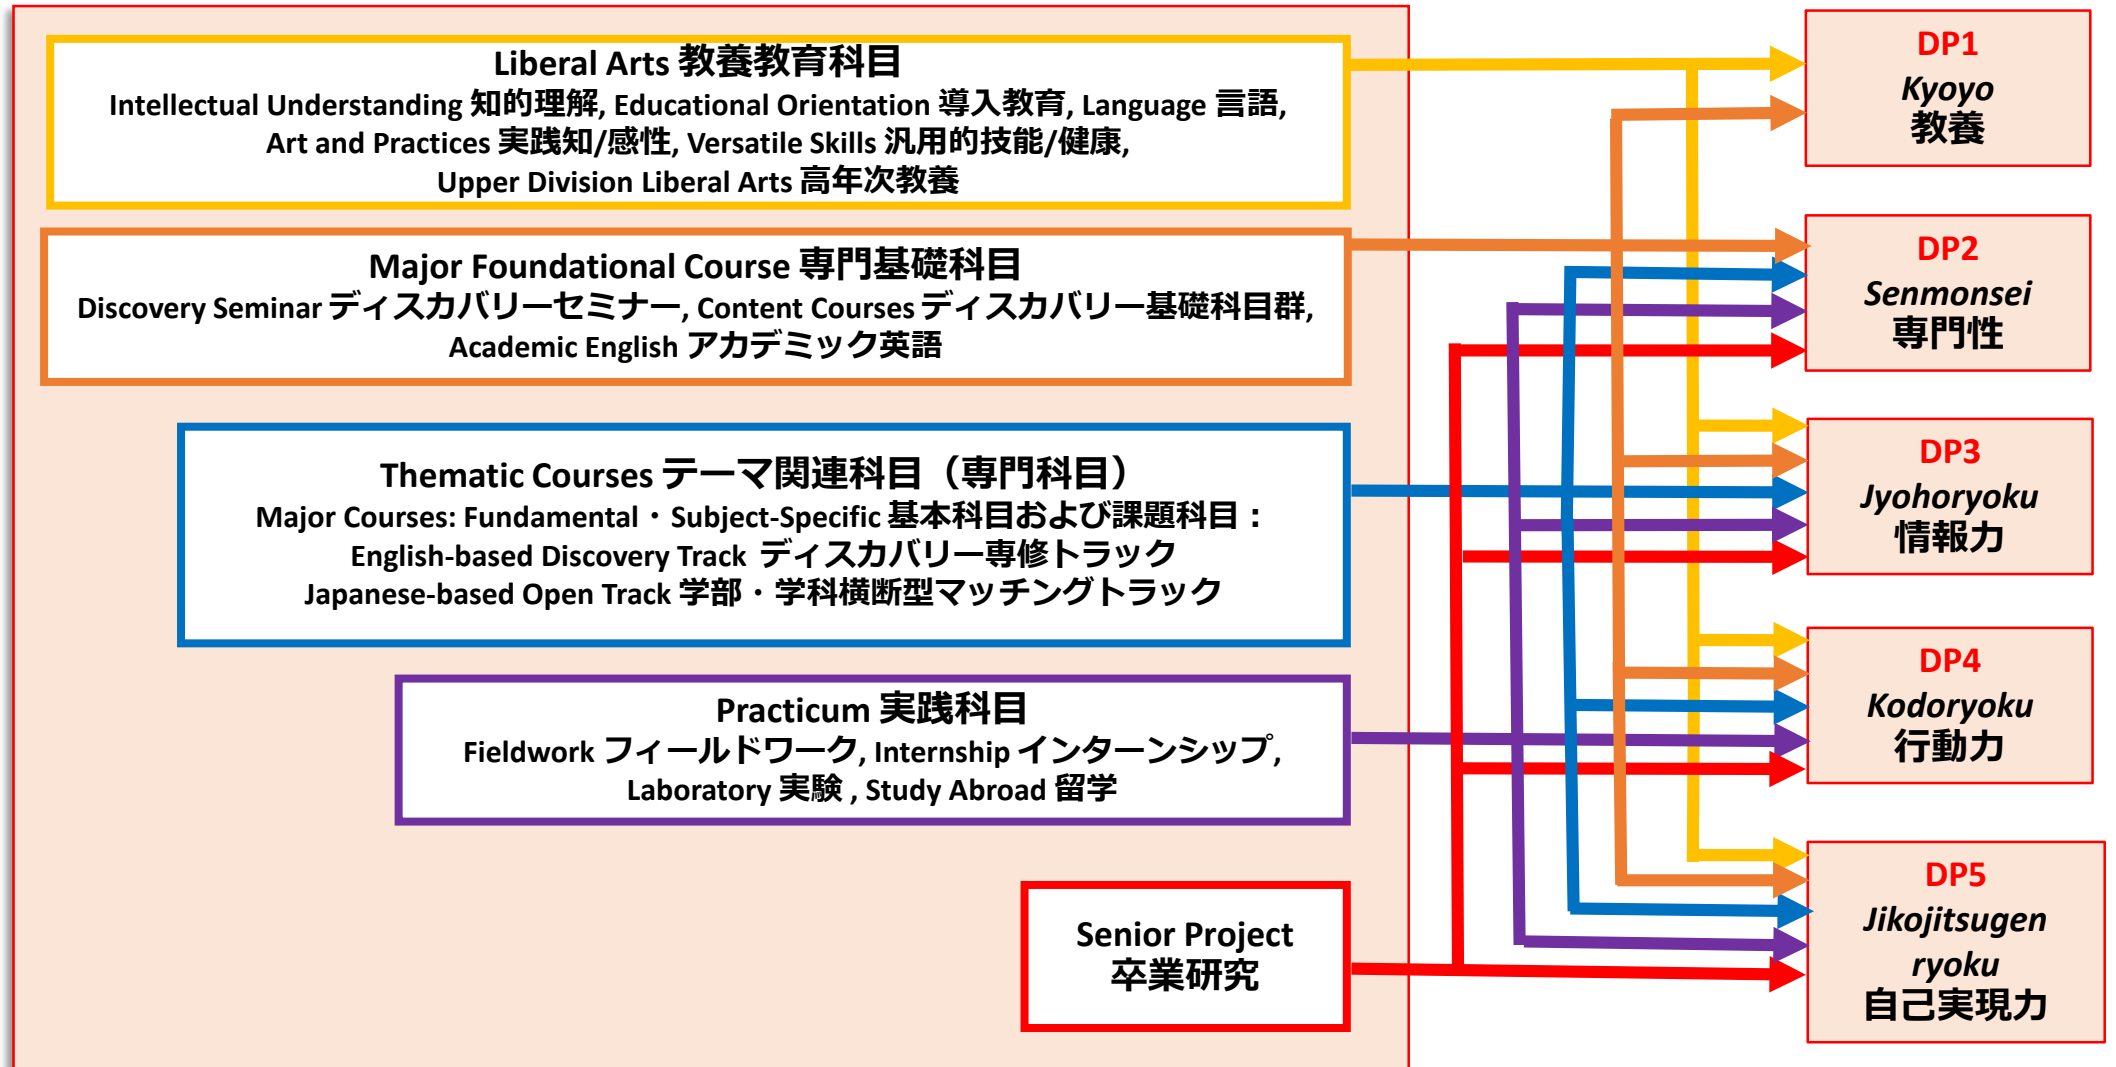 Liberal Arts 教養教育科目
Intellectual Understanding 知的理解, Educational Orientation 導入教育, Language 言語,
Art and Practices 実践知/感性, Versatile Skills 汎用的技能/健康,
Upper Division Liberal Arts 高年次教養
Major Foundational Course 専門基礎科目
Discovery Seminar ディスカバリーセミナー, Content Courses ディスカバリー基礎科目群,
Academic English アカデミック英語
Thematic Courses テーマ関連科目（専門科目）
Major Courses: Fundamental・Subject-Specific 基本科目および課題科目：
English-based Discovery Track ディスカバリー専修トラック
Japanese-based Open Track 学部・学科横断型マッチングトラック
Practicum 実践科目
Fieldwork フィールドワーク, Internship インターンシップ,
Laboratory 実験 , Study Abroad 留学
Senior Project
卒業研究
DP1
Kyoyo
教養
DP2
Senmonsei
専門性
DP3
Jyohoryoku
情報力
DP4
Kodoryoku
行動力
DP5
Jikojitsugen
ryoku
自己実現力